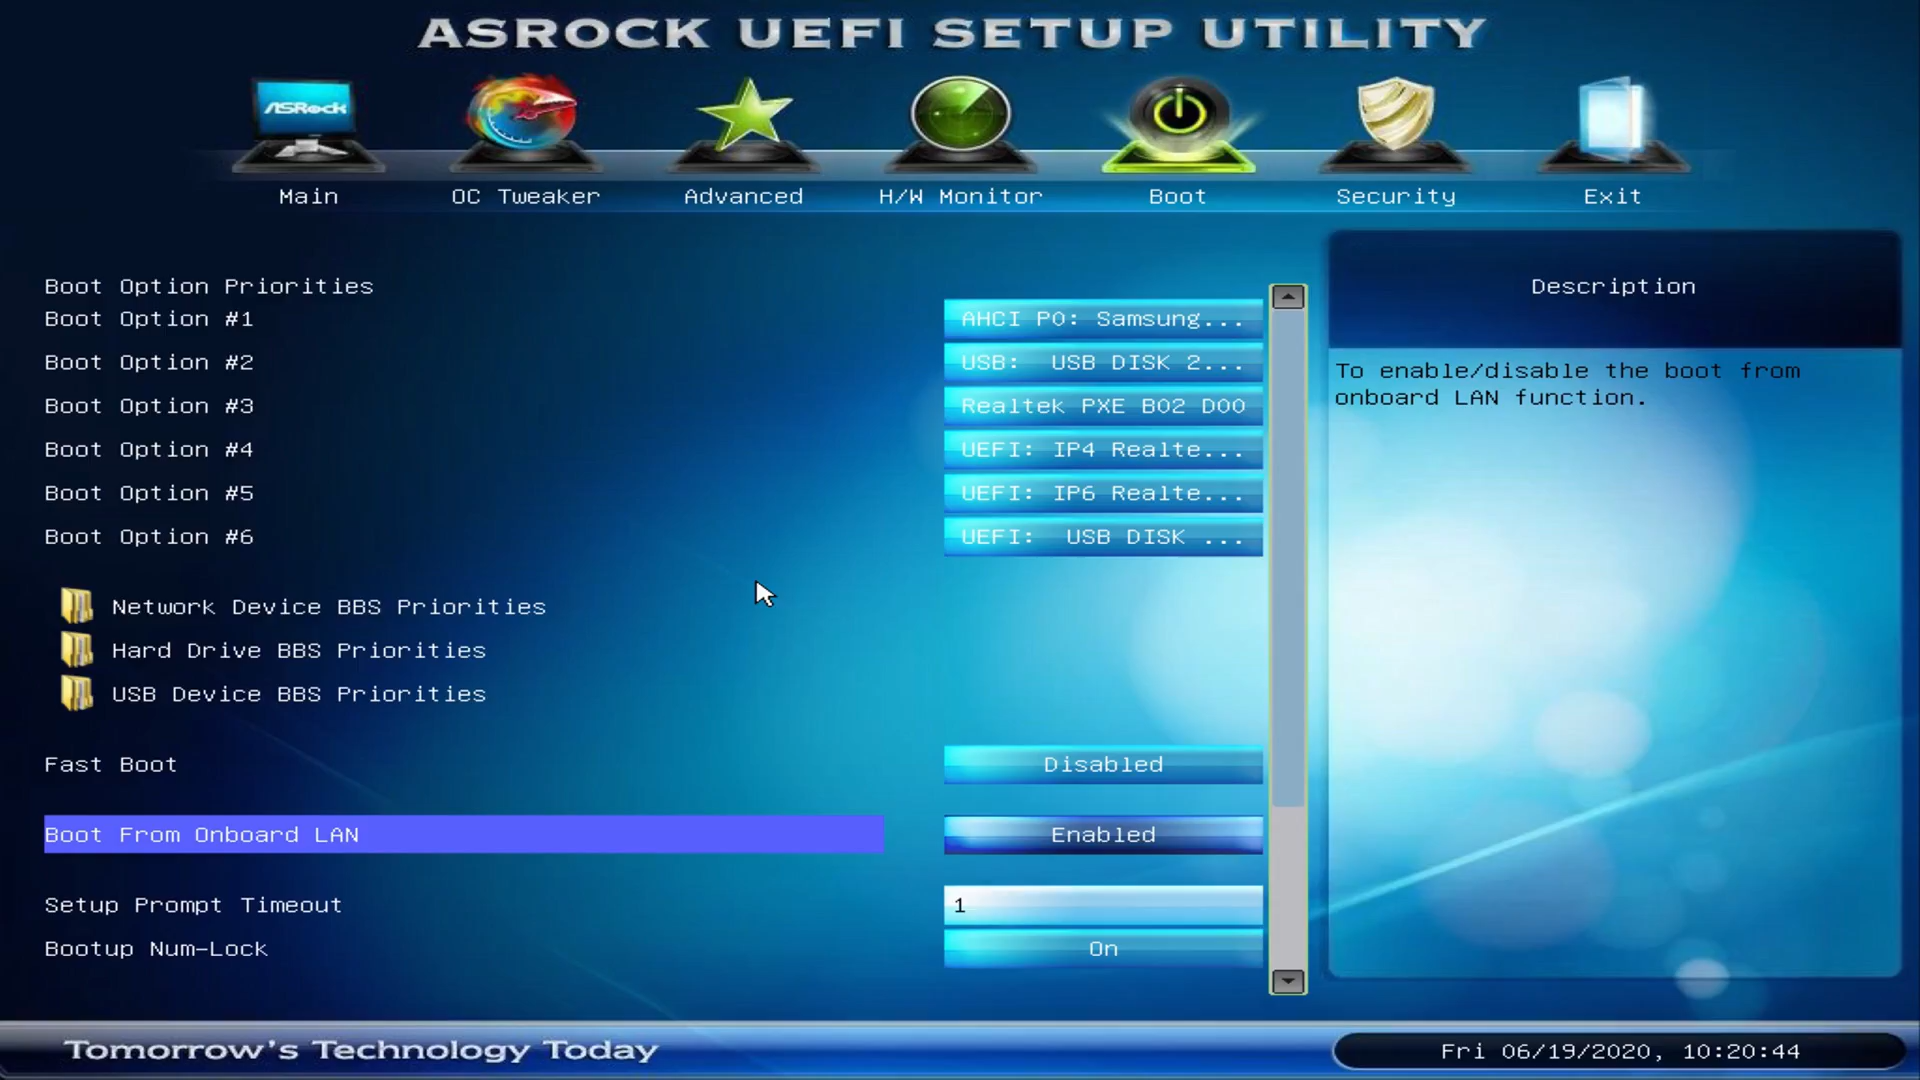 ASROCK UEFI SETUP UTILITY
ASRock
Main OC Tweaker Advanced H/W Monitor Boot Security Exit
Boot Option Priorities
Boot Option #1 AHCI P0: Samsung...
Boot Option #2 USB: USB DISK 2...
Boot Option #3 Realtek PXE B02 D00
Boot Option #4 UEFI: IP4 Realte...
Boot Option #5 UEFI: IP6 Realte...
Boot Option #6 UEFI: USB DISK ...
Network Device BBS Priorities
Hard Drive BBS Priorities
USB Device BBS Priorities
Fast Boot Disabled
Boot From Onboard LAN Enabled
Setup Prompt Timeout 1
Bootup Num-Lock On
Description
To enable/disable the boot from
onboard LAN function.
Tomorrow's Technology Today
Fri 06/19/2020, 10:20:44